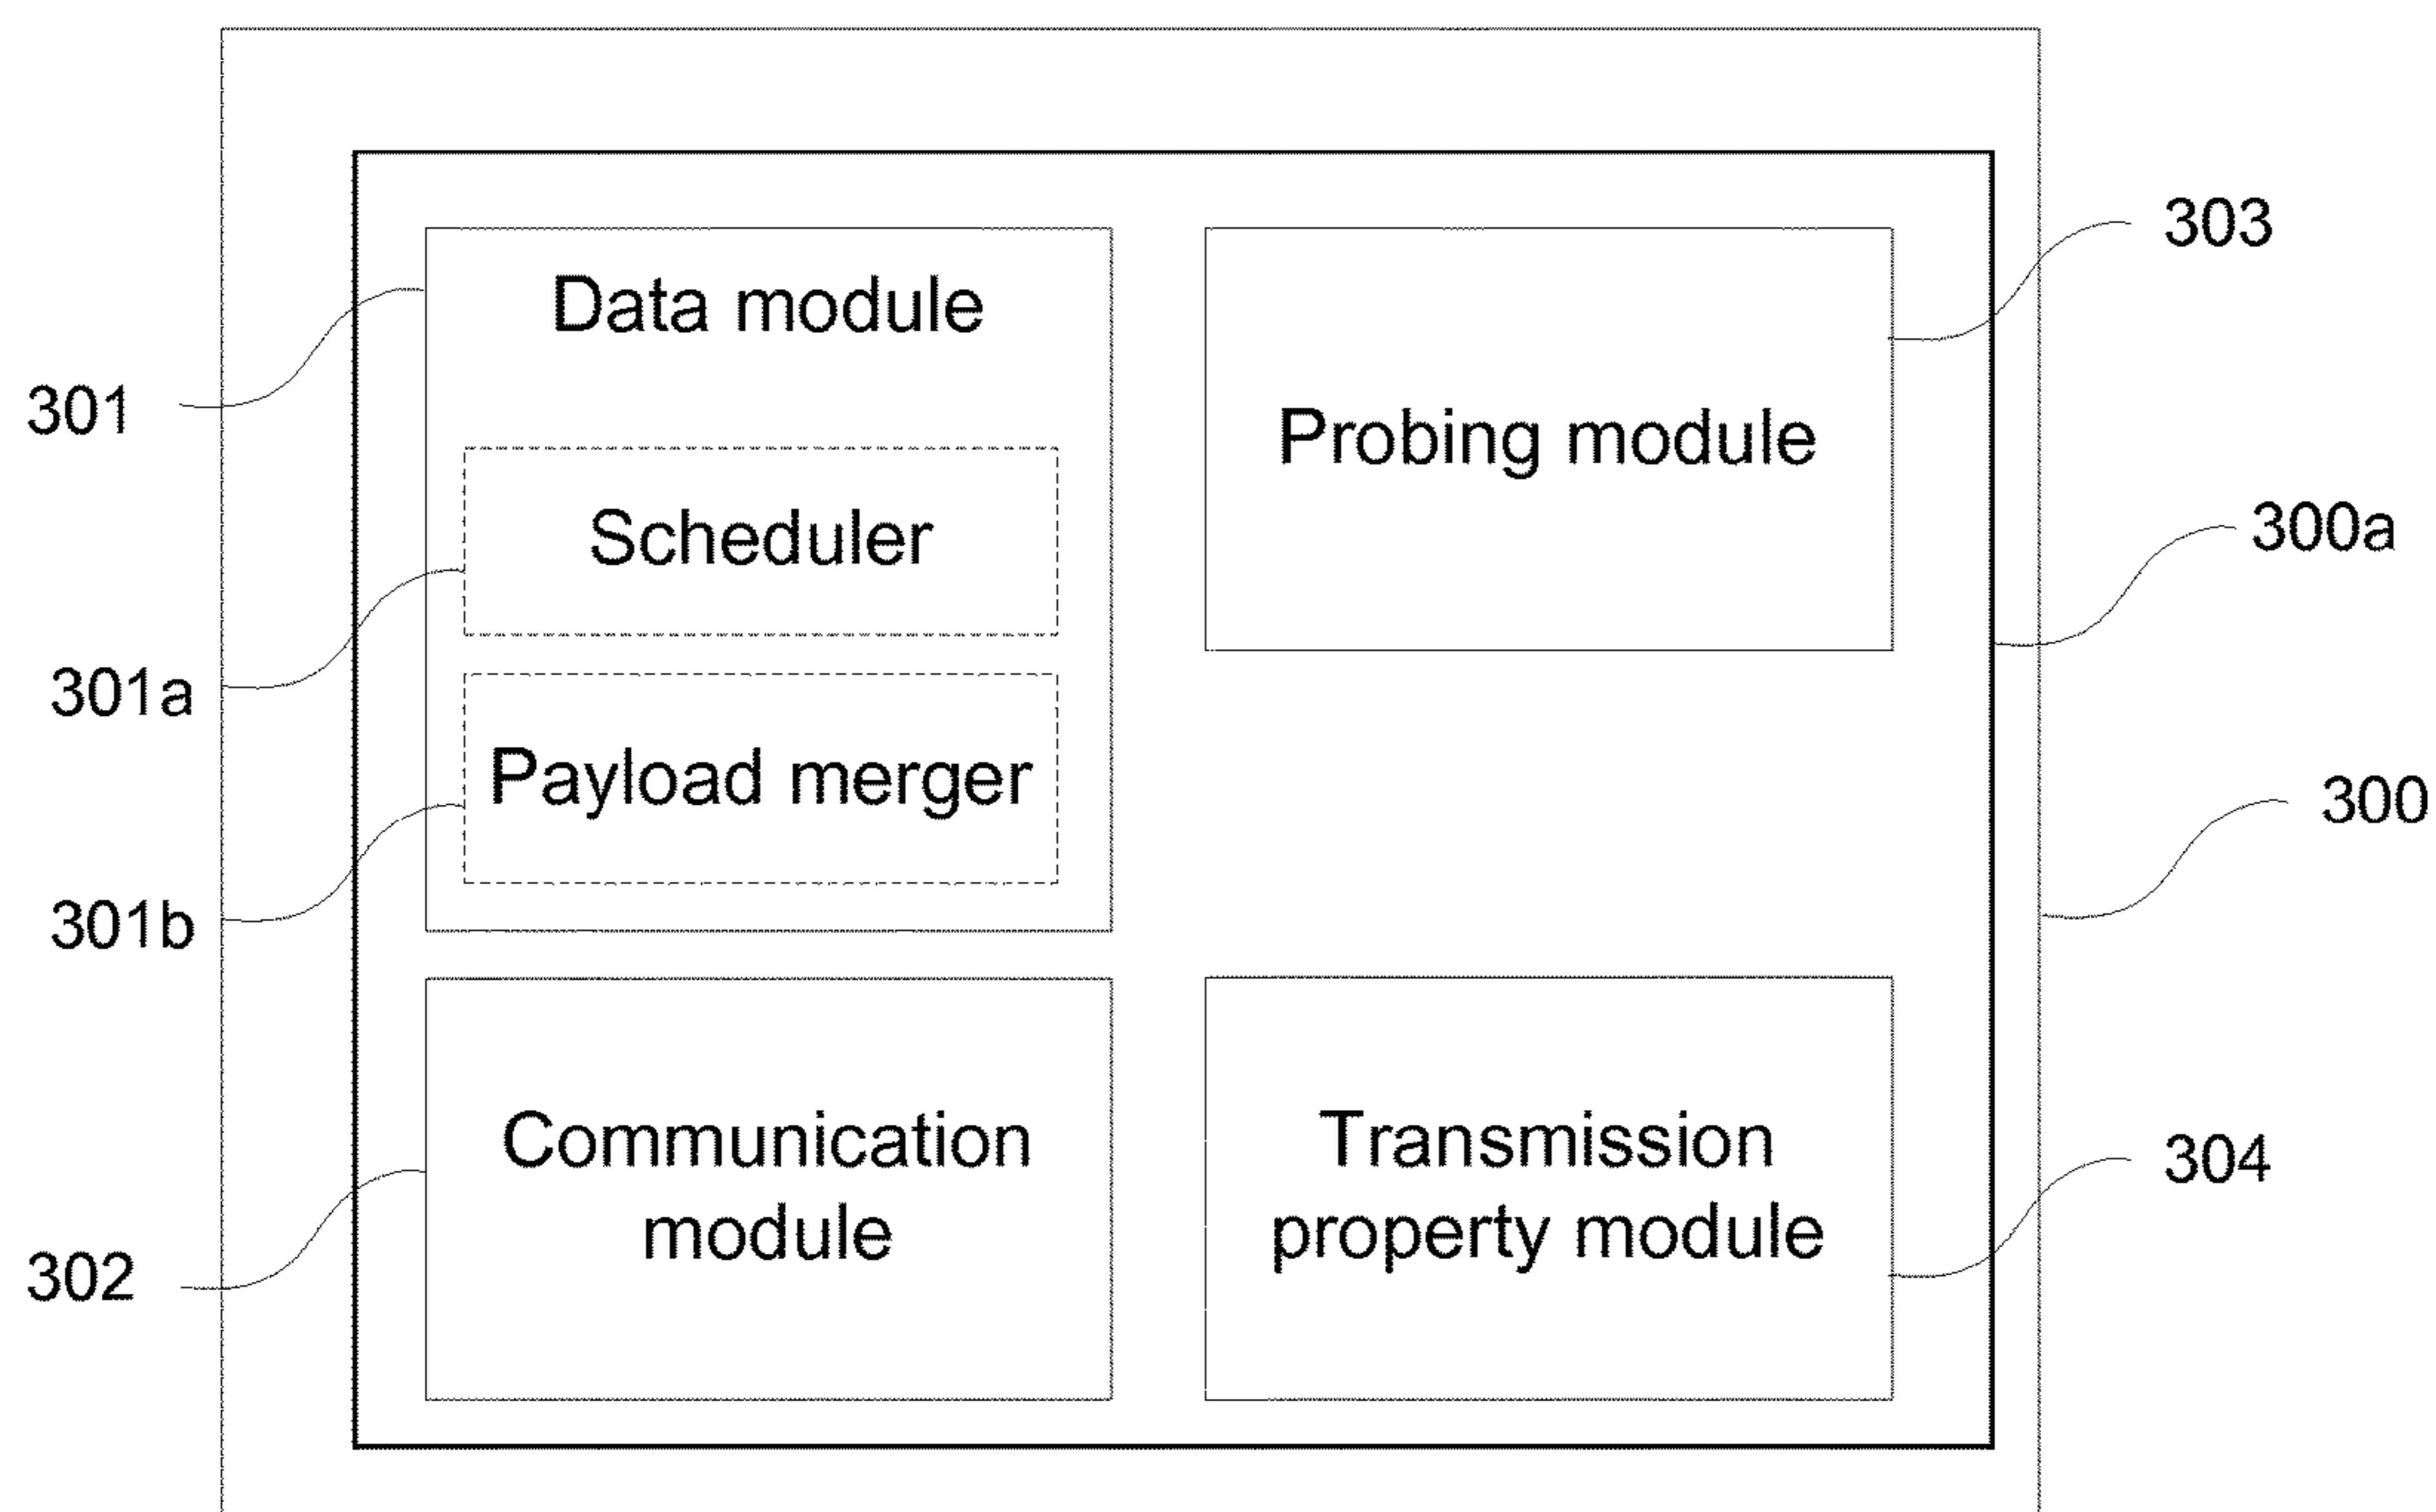 303
Data module
301
Probing module
Scheduler
300a
301a
Payload merger
300
301b
Communication
module
Transmission
property module
304
302